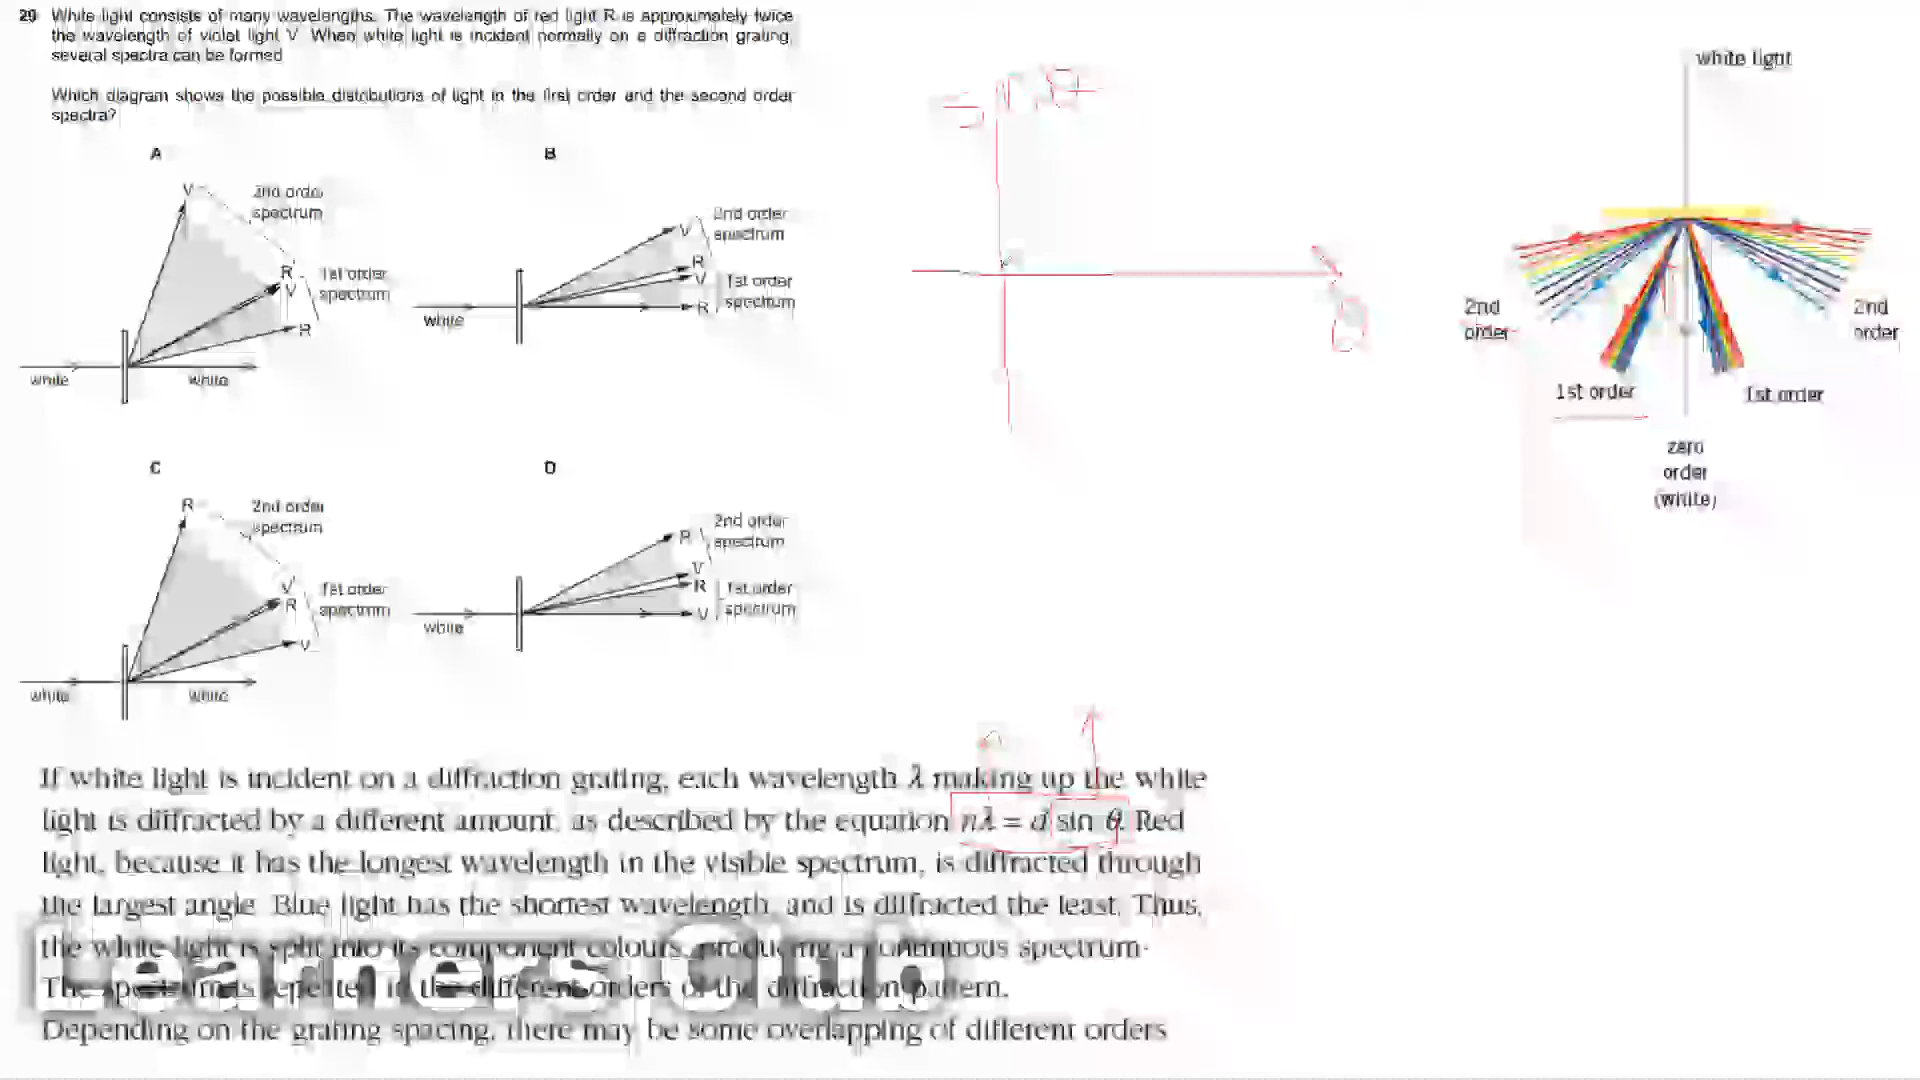 29 White light consists of many wavelengths. The wavelength of red light R is approximately twice
the wavelength of violet light V. When white light is incident normally on a diffraction grating,
several spectra can be formed.
Which diagram shows the possible distributions of light in the first order and the second order
spectra?
A
V
2nd order
spectrum
R
V
1st order
spectrum
R
white
white
B
V
2nd order
spectrum
R
V
1st order
spectrum
R
white
C
R
2nd order
spectrum
V
R
1st order
spectrum
V
white
white
D
R
2nd order
spectrum
V
R
1st order
spectrum
V
white
white light
2nd
order
2nd
order
1st order
1st order
zero
order
(white)
If white light is incident on a diffraction grating, each wavelength λ making up the white
light is diffracted by a different amount, as described by the equation nλ = d sin θ. Red
light, because it has the longest wavelength in the visible spectrum, is diffracted through
the largest angle. Blue light has the shortest wavelength, and is diffracted the least. Thus,
the white light is split into its component colours, producing a continuous spectrum.
The spectrum is repeated in the different orders of the diffraction pattern.
Depending on the grating spacing, there may be some overlapping of different orders
Learners Club